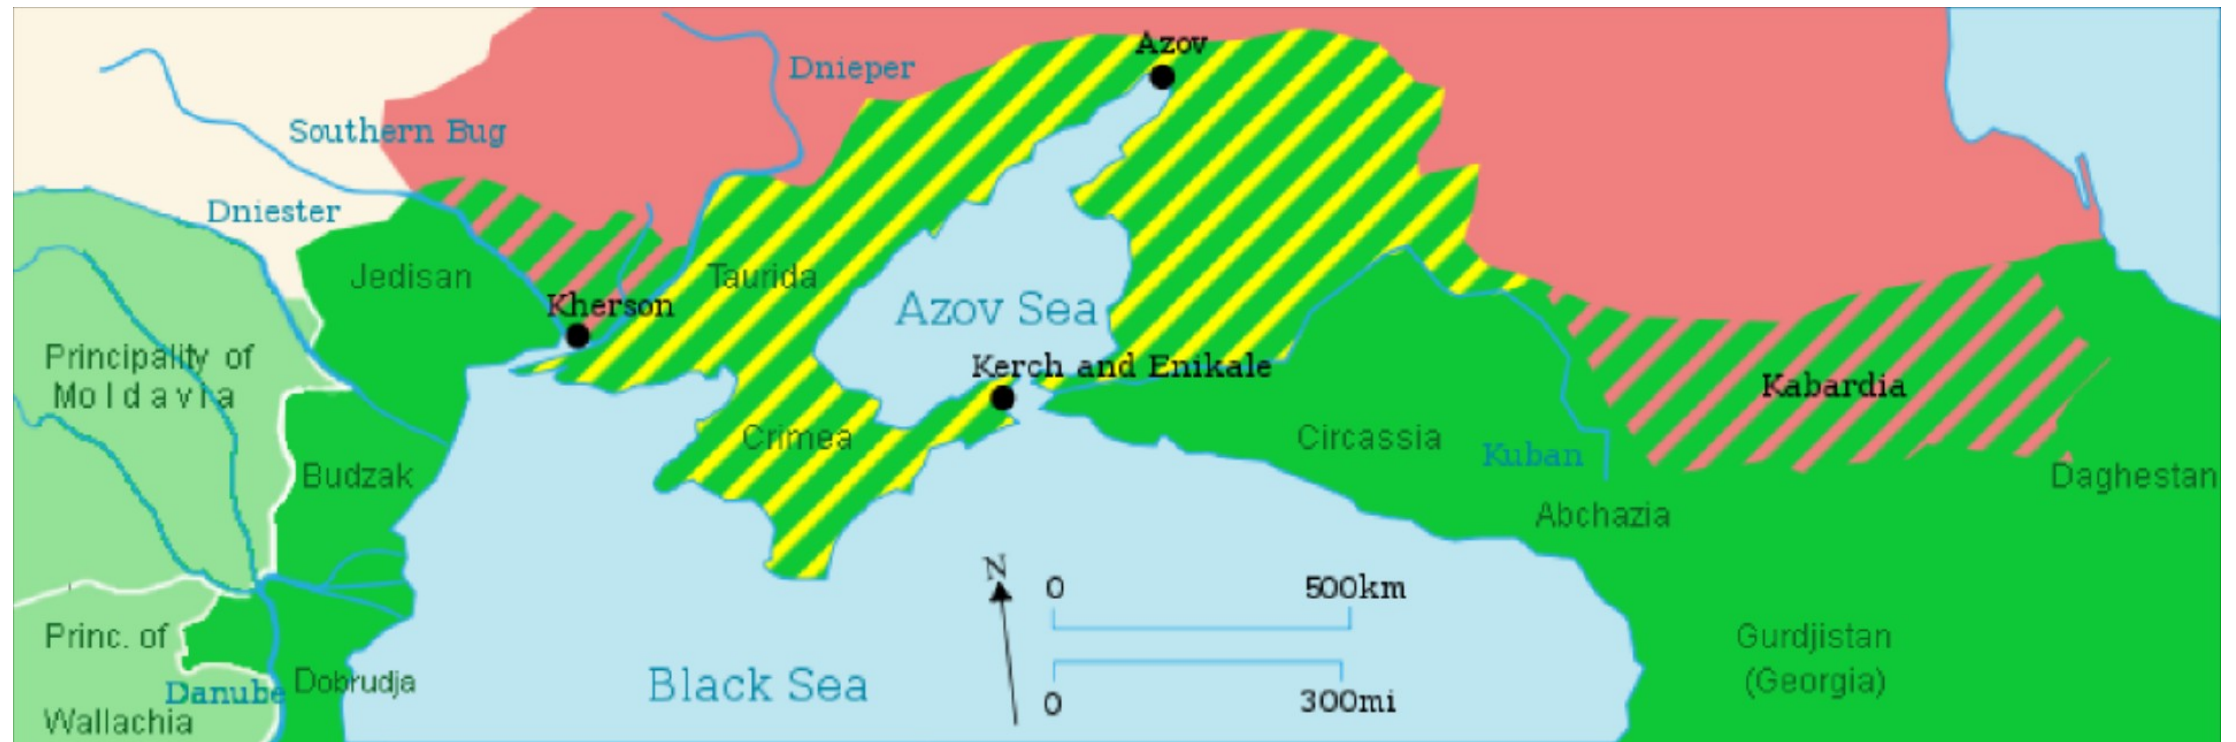 Azov
Dnieper
Southern Bug
Dniester
Jedisan
Taurida
Kherson
Azov Sea
Principality of
Moldavia
Kerch and Enikale
Kabardia
Crimea
Circassia
Kuban
Budzak
Daghestan
Abchazia
N
0 500km
Princ. of
Gurdjistan
(Georgia)
Danube
Dobrudja
Black Sea
0 300mi
Wallachia